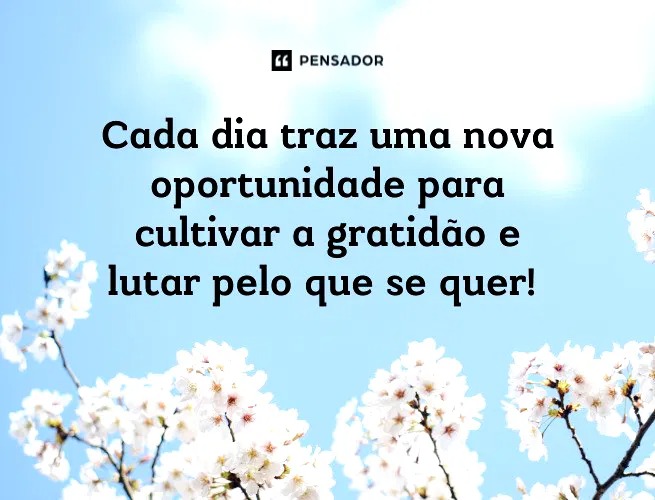 PENSADOR
Cada dia traz uma nova
oportunidade para
cultivar a gratidão e
lutar pelo que se quer!